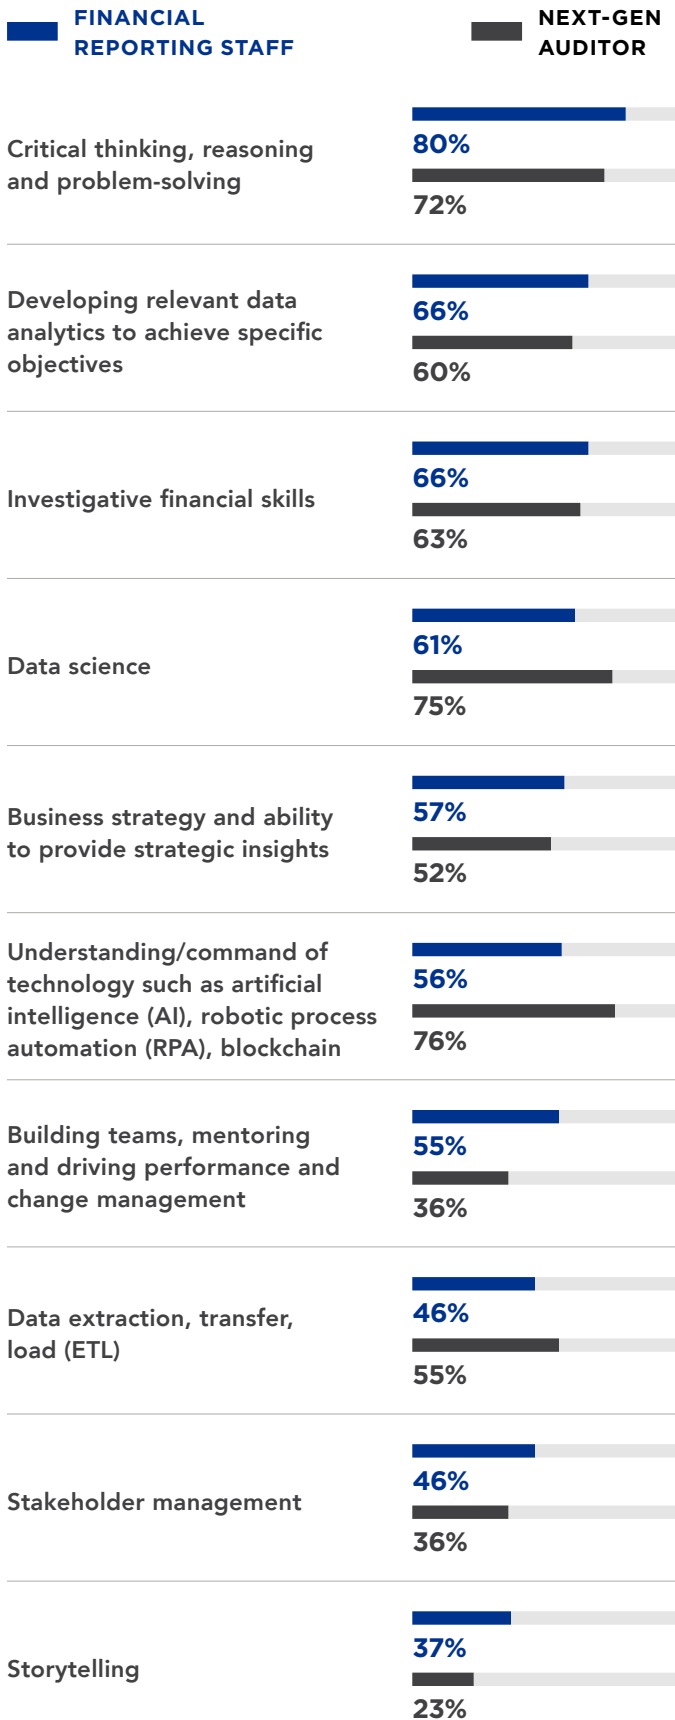 FINANCIAL
REPORTING STAFF
NEXT-GEN
AUDITOR
Critical thinking, reasoning
and problem-solving
80%
72%
Developing relevant data
analytics to achieve specific
objectives
66%
60%
Investigative financial skills
66%
63%
Data science
61%
75%
Business strategy and ability
to provide strategic insights
57%
52%
Understanding/command of
technology such as artificial
intelligence (AI), robotic process
automation (RPA), blockchain
56%
76%
Building teams, mentoring
and driving performance and
change management
55%
36%
Data extraction, transfer,
load (ETL)
46%
55%
Stakeholder management
46%
36%
Storytelling
37%
23%